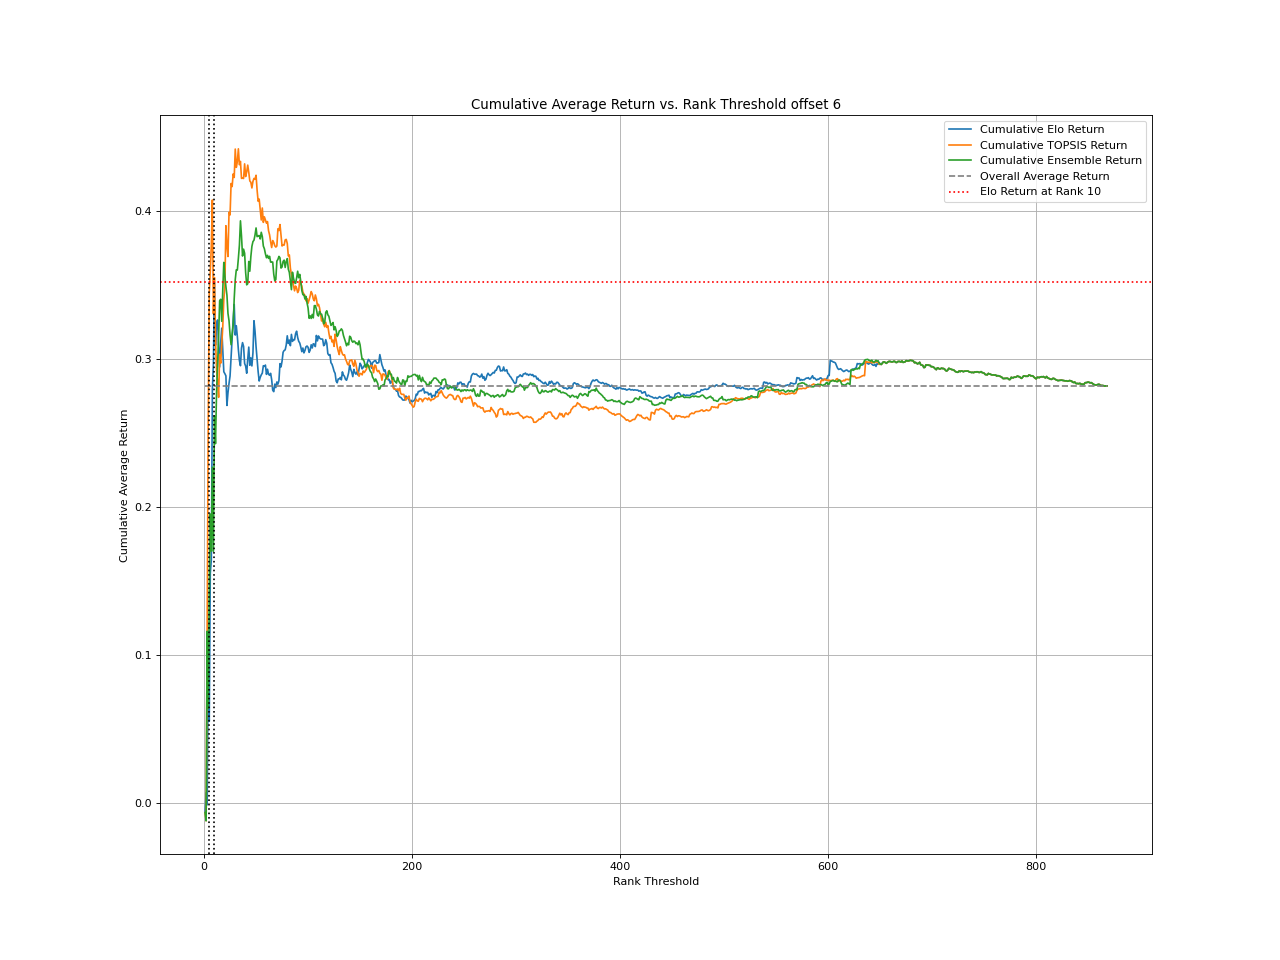 Cumulative Average Return vs. Rank Threshold offset 6
Cumulative Elo Return
Cumulative TOPSIS Return
Cumulative Ensemble Return
Overall Average Return
Elo Return at Rank 10
0.4
0.3
0.2
0.1
0.0
Cumulative Average Return
0 200 400 600 800
Rank Threshold